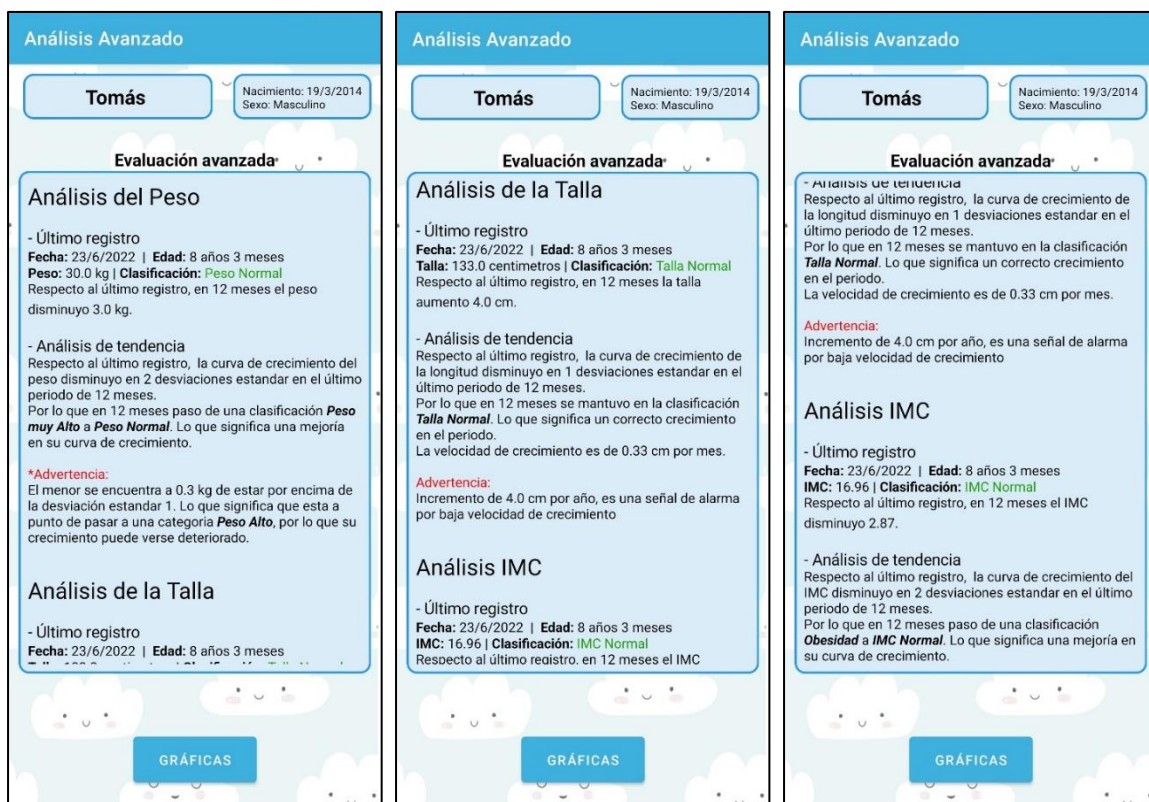 Análisis Avanzado
Tomás
Nacimiento: 19/3/2014
Sexo: Masculino
Evaluación avanzada
Análisis del Peso
- Último registro
Fecha: 23/6/2022 | Edad: 8 años 3 meses
Peso: 30.0 kg | Clasificación: Peso Normal
Respecto al último registro, en 12 meses el peso
disminuyo 3.0 kg.
- Análisis de tendencia
Respecto al último registro, la curva de crecimiento del
peso disminuyo en 2 desviaciones estandar en el último
periodo de 12 meses.
Por lo que en 12 meses paso de una clasificación Peso
muy Alto a Peso Normal. Lo que significa una mejoría
en su curva de crecimiento.
*Advertencia:
El menor se encuentra a 0.3 kg de estar por encima de
la desviación estandar 1. Lo que significa que esta a
punto de pasar a una categoria Peso Alto, por lo que su
crecimiento puede verse deteriorado.
Análisis de la Talla
- Último registro
Fecha: 23/6/2022 | Edad: 8 años 3 meses
GRÁFICAS
Análisis Avanzado
Tomás
Nacimiento: 19/3/2014
Sexo: Masculino
Evaluación avanzada
Análisis de la Talla
- Último registro
Fecha: 23/6/2022 | Edad: 8 años 3 meses
Talla: 133.0 centimetros | Clasificación: Talla Normal
Respecto al último registro, en 12 meses la talla
aumento 4.0 cm.
- Análisis de tendencia
Respecto al último registro, la curva de crecimiento de
la longitud disminuyo en 1 desviaciones estandar en el
último periodo de 12 meses.
Por lo que en 12 meses se mantuvo en la clasificación
Talla Normal. Lo que significa un correcto crecimiento
en el periodo.
La velocidad de crecimiento es de 0.33 cm por mes.
Advertencia:
Incremento de 4.0 cm por año, es una señal de alarma
por baja velocidad de crecimiento
Análisis IMC
- Último registro
Fecha: 23/6/2022 | Edad: 8 años 3 meses
IMC: 16.96 | Clasificación: IMC Normal
Respecto al último registro, en 12 meses el IMC
GRÁFICAS
Análisis Avanzado
Tomás
Nacimiento: 19/3/2014
Sexo: Masculino
Evaluación avanzada
- Análisis de tendencia
Respecto al último registro, la curva de crecimiento de
la longitud disminuyo en 1 desviaciones estandar en el
último periodo de 12 meses.
Por lo que en 12 meses se mantuvo en la clasificación
Talla Normal. Lo que significa un correcto crecimiento
en el periodo.
La velocidad de crecimiento es de 0.33 cm por mes.
Advertencia:
Incremento de 4.0 cm por año, es una señal de alarma
por baja velocidad de crecimiento
Análisis IMC
- Último registro
Fecha: 23/6/2022 | Edad: 8 años 3 meses
IMC: 16.96 | Clasificación: IMC Normal
Respecto al último registro, en 12 meses el IMC
disminuyo 2.87.
- Análisis de tendencia
Respecto al último registro, la curva de crecimiento del
IMC disminuyo en 2 desviaciones estandar en el último
periodo de 12 meses.
Por lo que en 12 meses paso de una clasificación
Obesidad a IMC Normal. Lo que significa una mejoría en
su curva de crecimiento.
GRÁFICAS